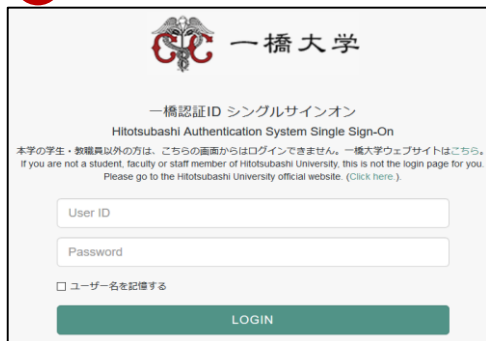 一橋大学
一橋認証ID シングルサインオン
Hitotsubashi Authentication System Single Sign-On
本学の学生・教職員以外の方は、こちらの画面からはログインできません。一橋大学ウェブサイトはこちら。
If you are not a student, faculty or staff member of Hitotsubashi University, this is not the login page for you.
Please go to the Hitotsubashi University official website. (Click here.).
User ID
Password
ユーザー名を記憶する
LOGIN